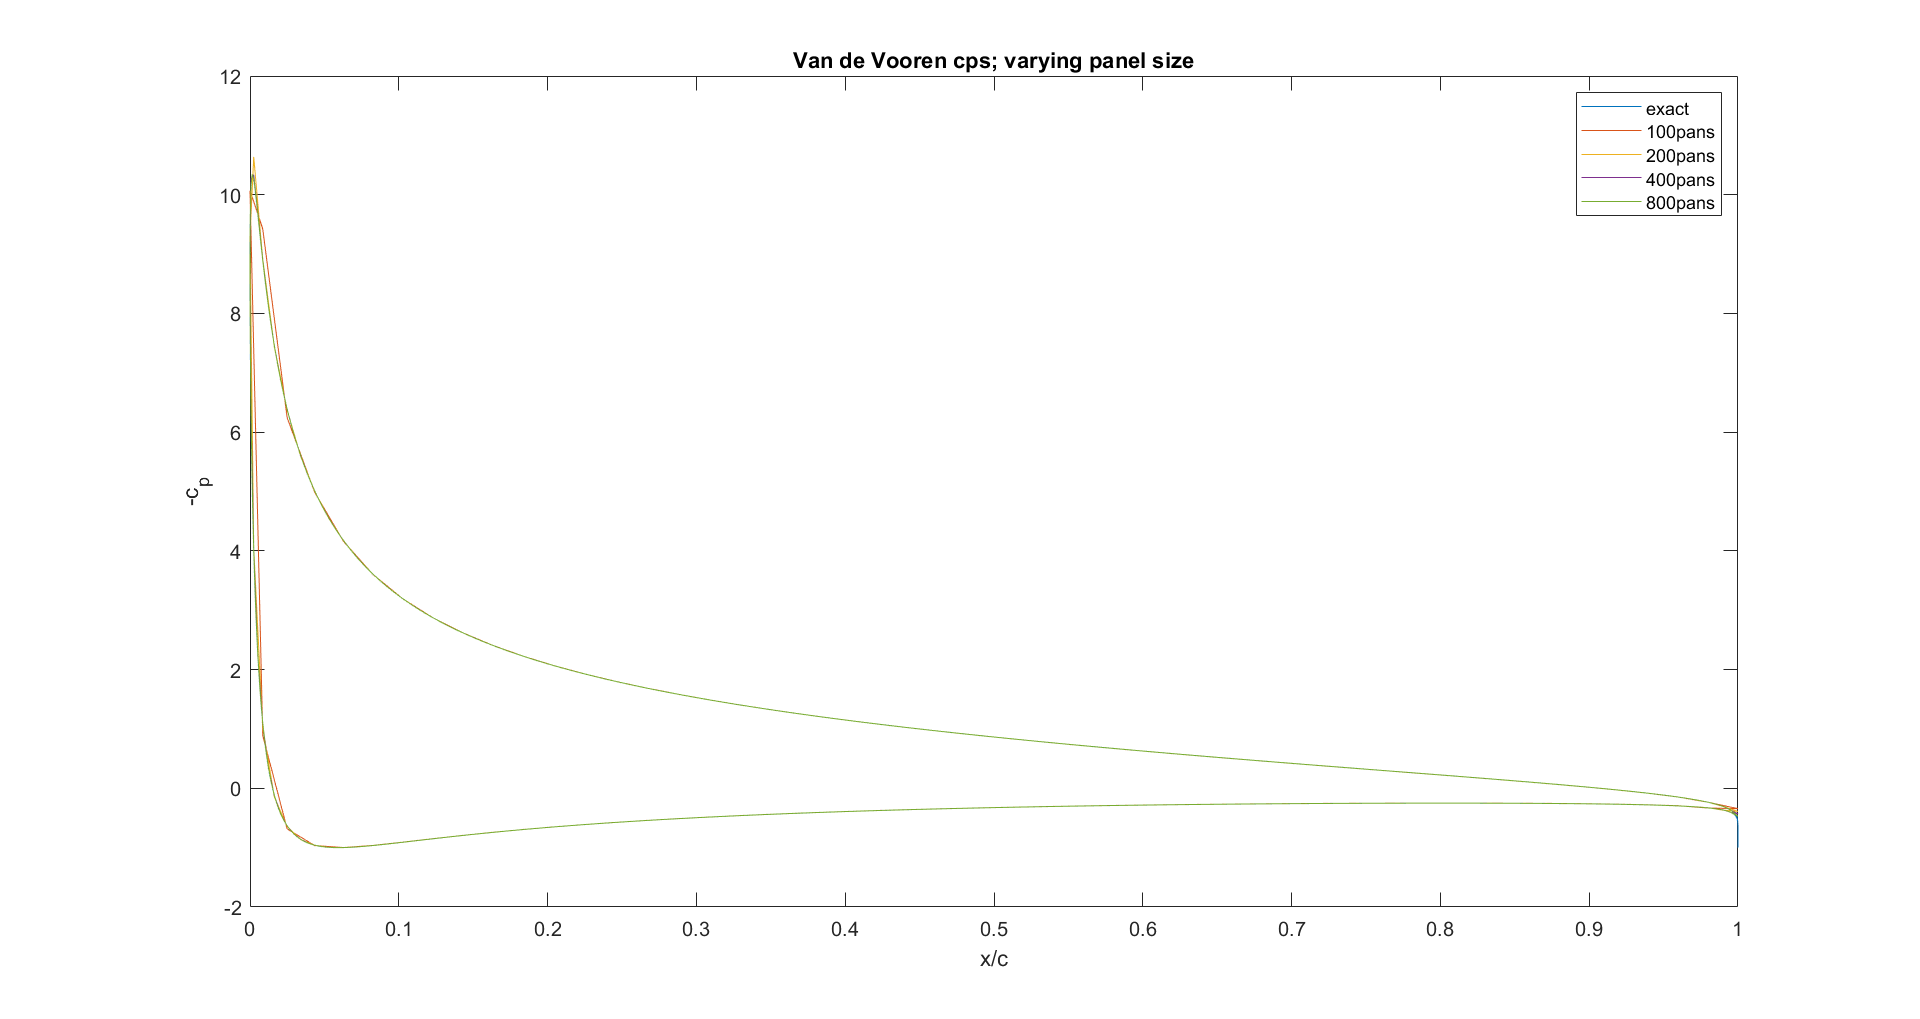 Van de Vooren cps; varying panel size
12
10
8
6
4
2
0
-2
-c_p
0 0.1 0.2 0.3 0.4 0.5 0.6 0.7 0.8 0.9 1
x/c
exact
100pans
200pans
400pans
800pans